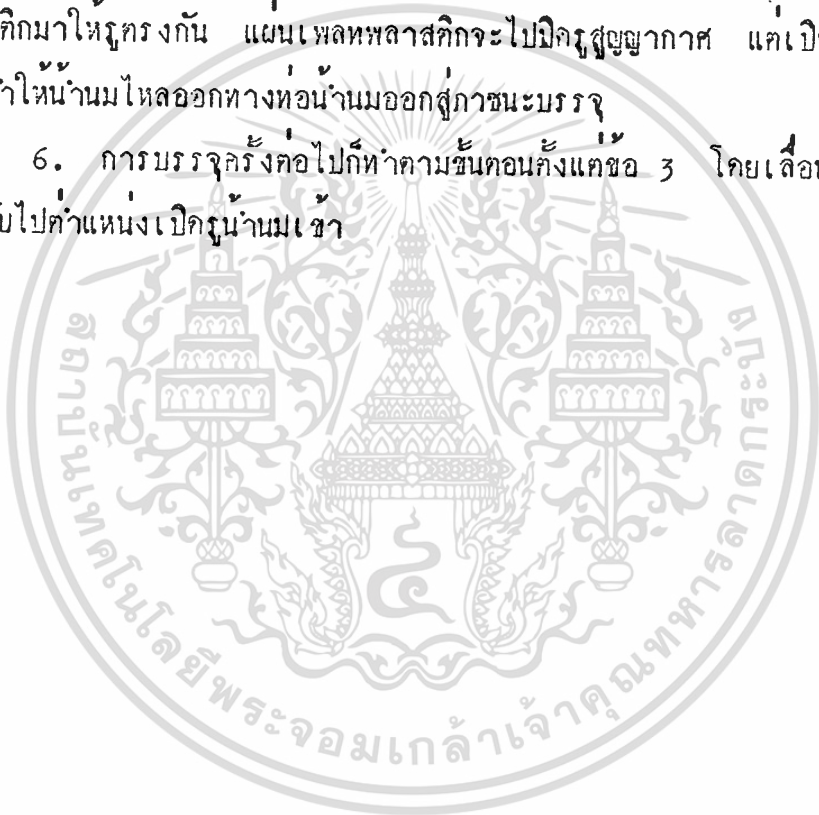 ติกมาให้รูตรงกัน แผ่นเพลทพลาสติกจะไปปิดรูสูญญากาศ แต่เปิ
ทำให้น้ำนมไหลออกทางท่อน้ำนมออกสู่ภาชนะบรรจุ
6. การบรรจุครั้งต่อไปก็ทำตามขั้นตอนตั้งแต่ข้อ 3 โดยเลื่อน
ับไปตำแหน่งเปิดรูน้ำนมเข้า
สถาบันเทคโนโลยีพระจอมเกล้าเจ้าคุณทหารลาดกระบัง